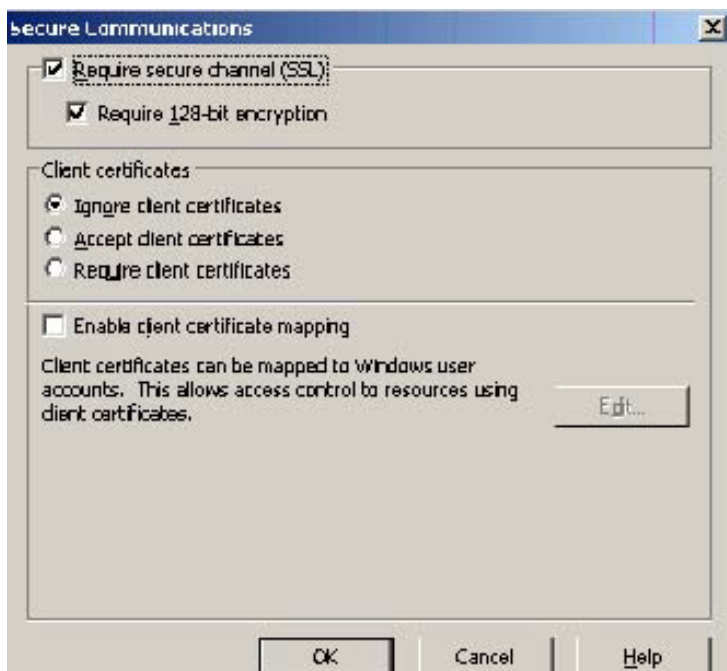 Secure Communications
Require secure channel (SSL)
Require 128-bit encryption
Client certificates
Ignore client certificates
Accept client certificates
Require client certificates
Enable client certificate mapping
Client certificates can be mapped to Windows user
accounts. This allows access control to resources using
client certificates.
Edit...
OK
Cancel
Help